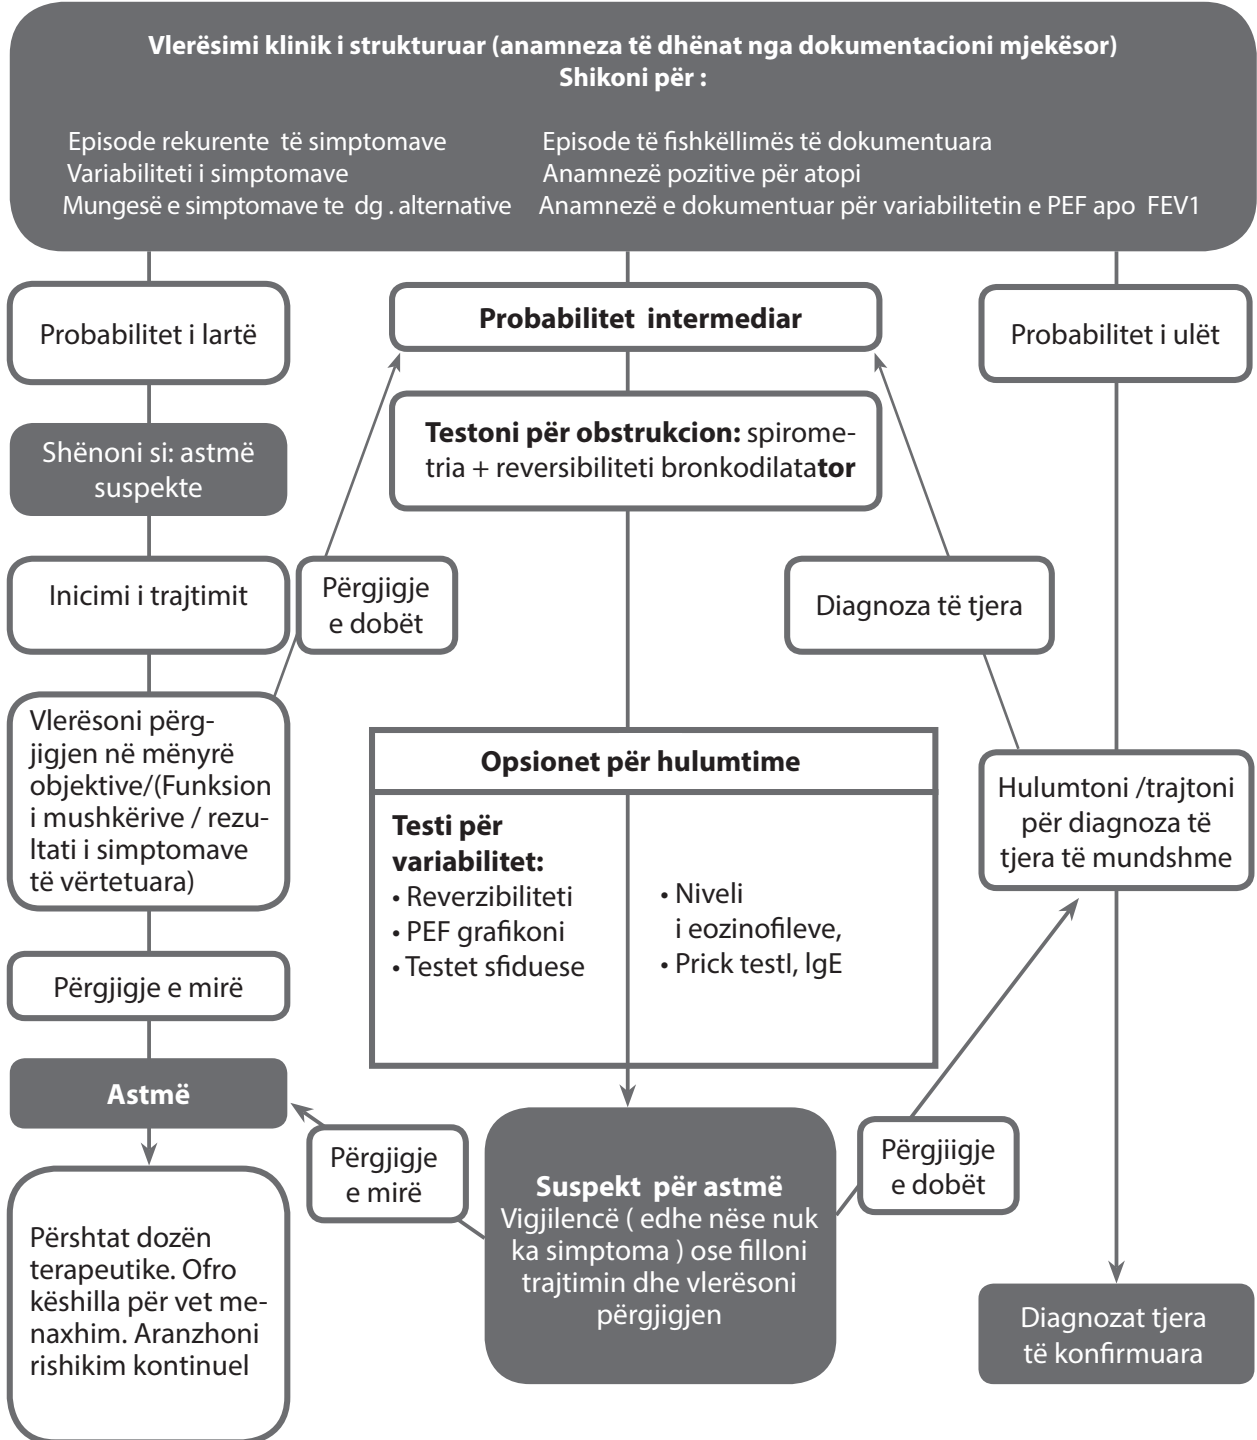 Vlerësimi klinik i strukturuar (anamneza të dhënat nga dokumentacioni mjekësor)
Shikoni për :
Episode rekurente të simptomave
Variabiliteti i simptomave
Mungesë e simptomave te dg . alternative
Episode të fishkëllimës të dokumentuara
Anamnezë pozitive për atopi
Anamnezë e dokumentuar për variabilitetin e PEF apo FEV1
Probabilitet i lartë
Probabilitet intermediar
Probabilitet i ulët
Shënoni si: astmë
suspekte
Testoni për obstrukcion: spirome-
tria + reversibiliteti bronkodilatator
Inicimi i trajtimit
Përgjigje
e dobët
Diagnoza të tjera
Vlerësoni përg-
jigjen në mënyrë
objektive/(Funksion
i mushkërive / rezu-
ltati i simptomave
të vërtetuara)
Opsionet për hulumtime
Testi për
variabilitet:
• Reverzibiliteti
• PEF grafikoni
• Testet sfiduese
• Niveli
i eozinofileve,
• Prick testI, IgE
Hulumtoni /trajtoni
për diagnoza të
tjera të mundshme
Përgjigje e mirë
Astmë
Përgjigje
e mirë
Suspekt për astmë
Vigjilencë ( edhe nëse nuk
ka simptoma ) ose filloni
trajtimin dhe vlerësoni
përgjigjen
Përgjiigje
e dobët
Përshtat dozën
terapeutike. Ofro
këshilla për vet me-
naxhim. Aranzhoni
rishikim kontinuel
Diagnozat tjera
të konfirmuara